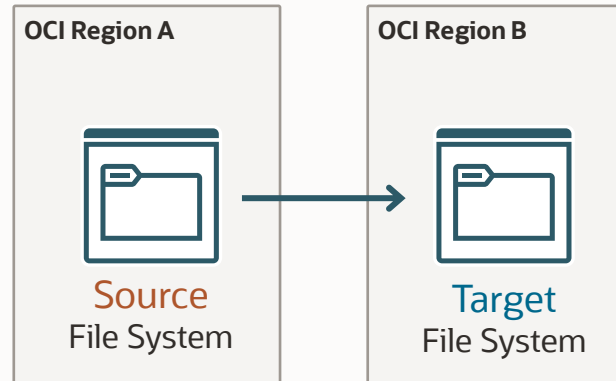 OCI Region A
Source
File System
OCI Region B
Target
File System